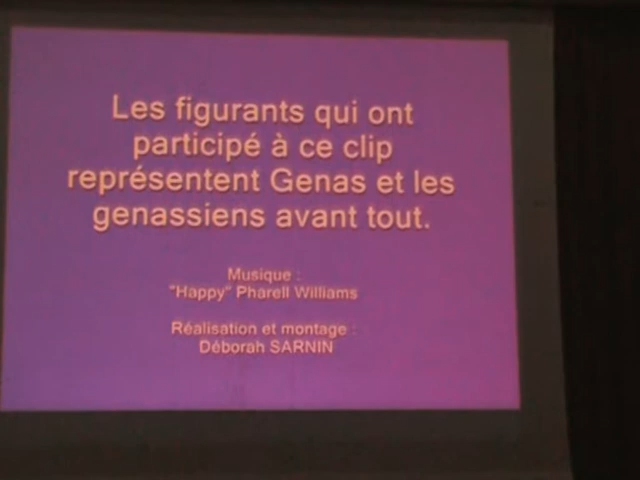 Les figurants qui ont
participé à ce clip
représentent Genas et les
genassiens avant tout.
Musique :
"Happy" Pharell Williams
Réalisation et montage :
Déborah SARNIN